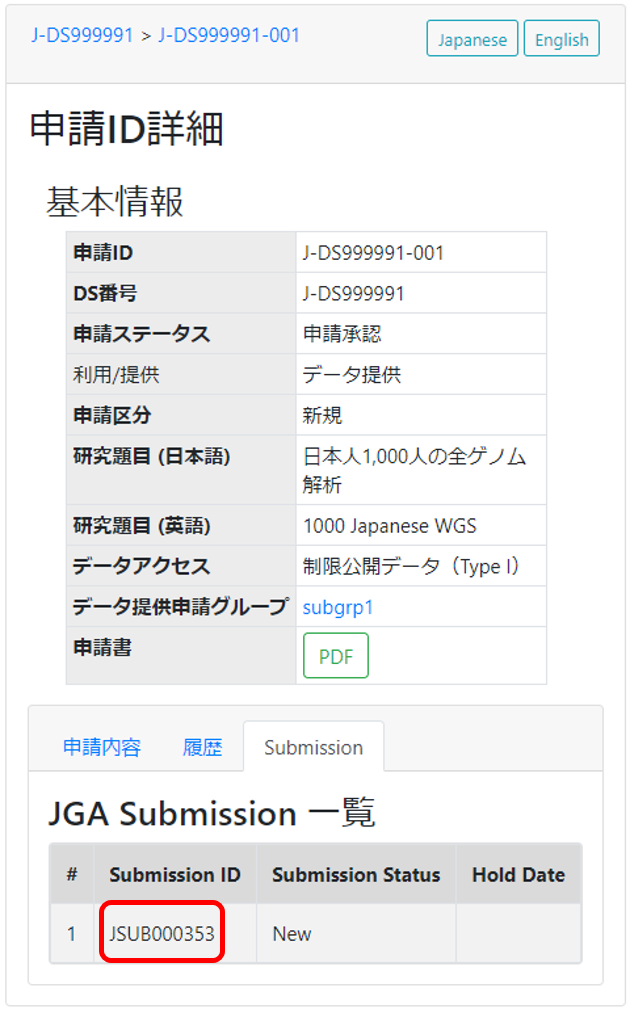 J-DS999991 > J-DS999991-001
Japanese English
申請ID詳細
基本情報
申請ID J-DS999991-001
DS番号 J-DS999991
申請ステータス 申請承認
利用/提供 データ提供
申請区分 新規
研究題目 (日本語) 日本人1,000人の全ゲノム
解析
研究題目 (英語) 1000 Japanese WGS
データアクセス 制限公開データ（Type I）
データ提供申請グループ subgrp1
申請書 PDF
申請内容 履歴 Submission
JGA Submission 一覧
# Submission ID Submission Status Hold Date
1 JSUB000353 New